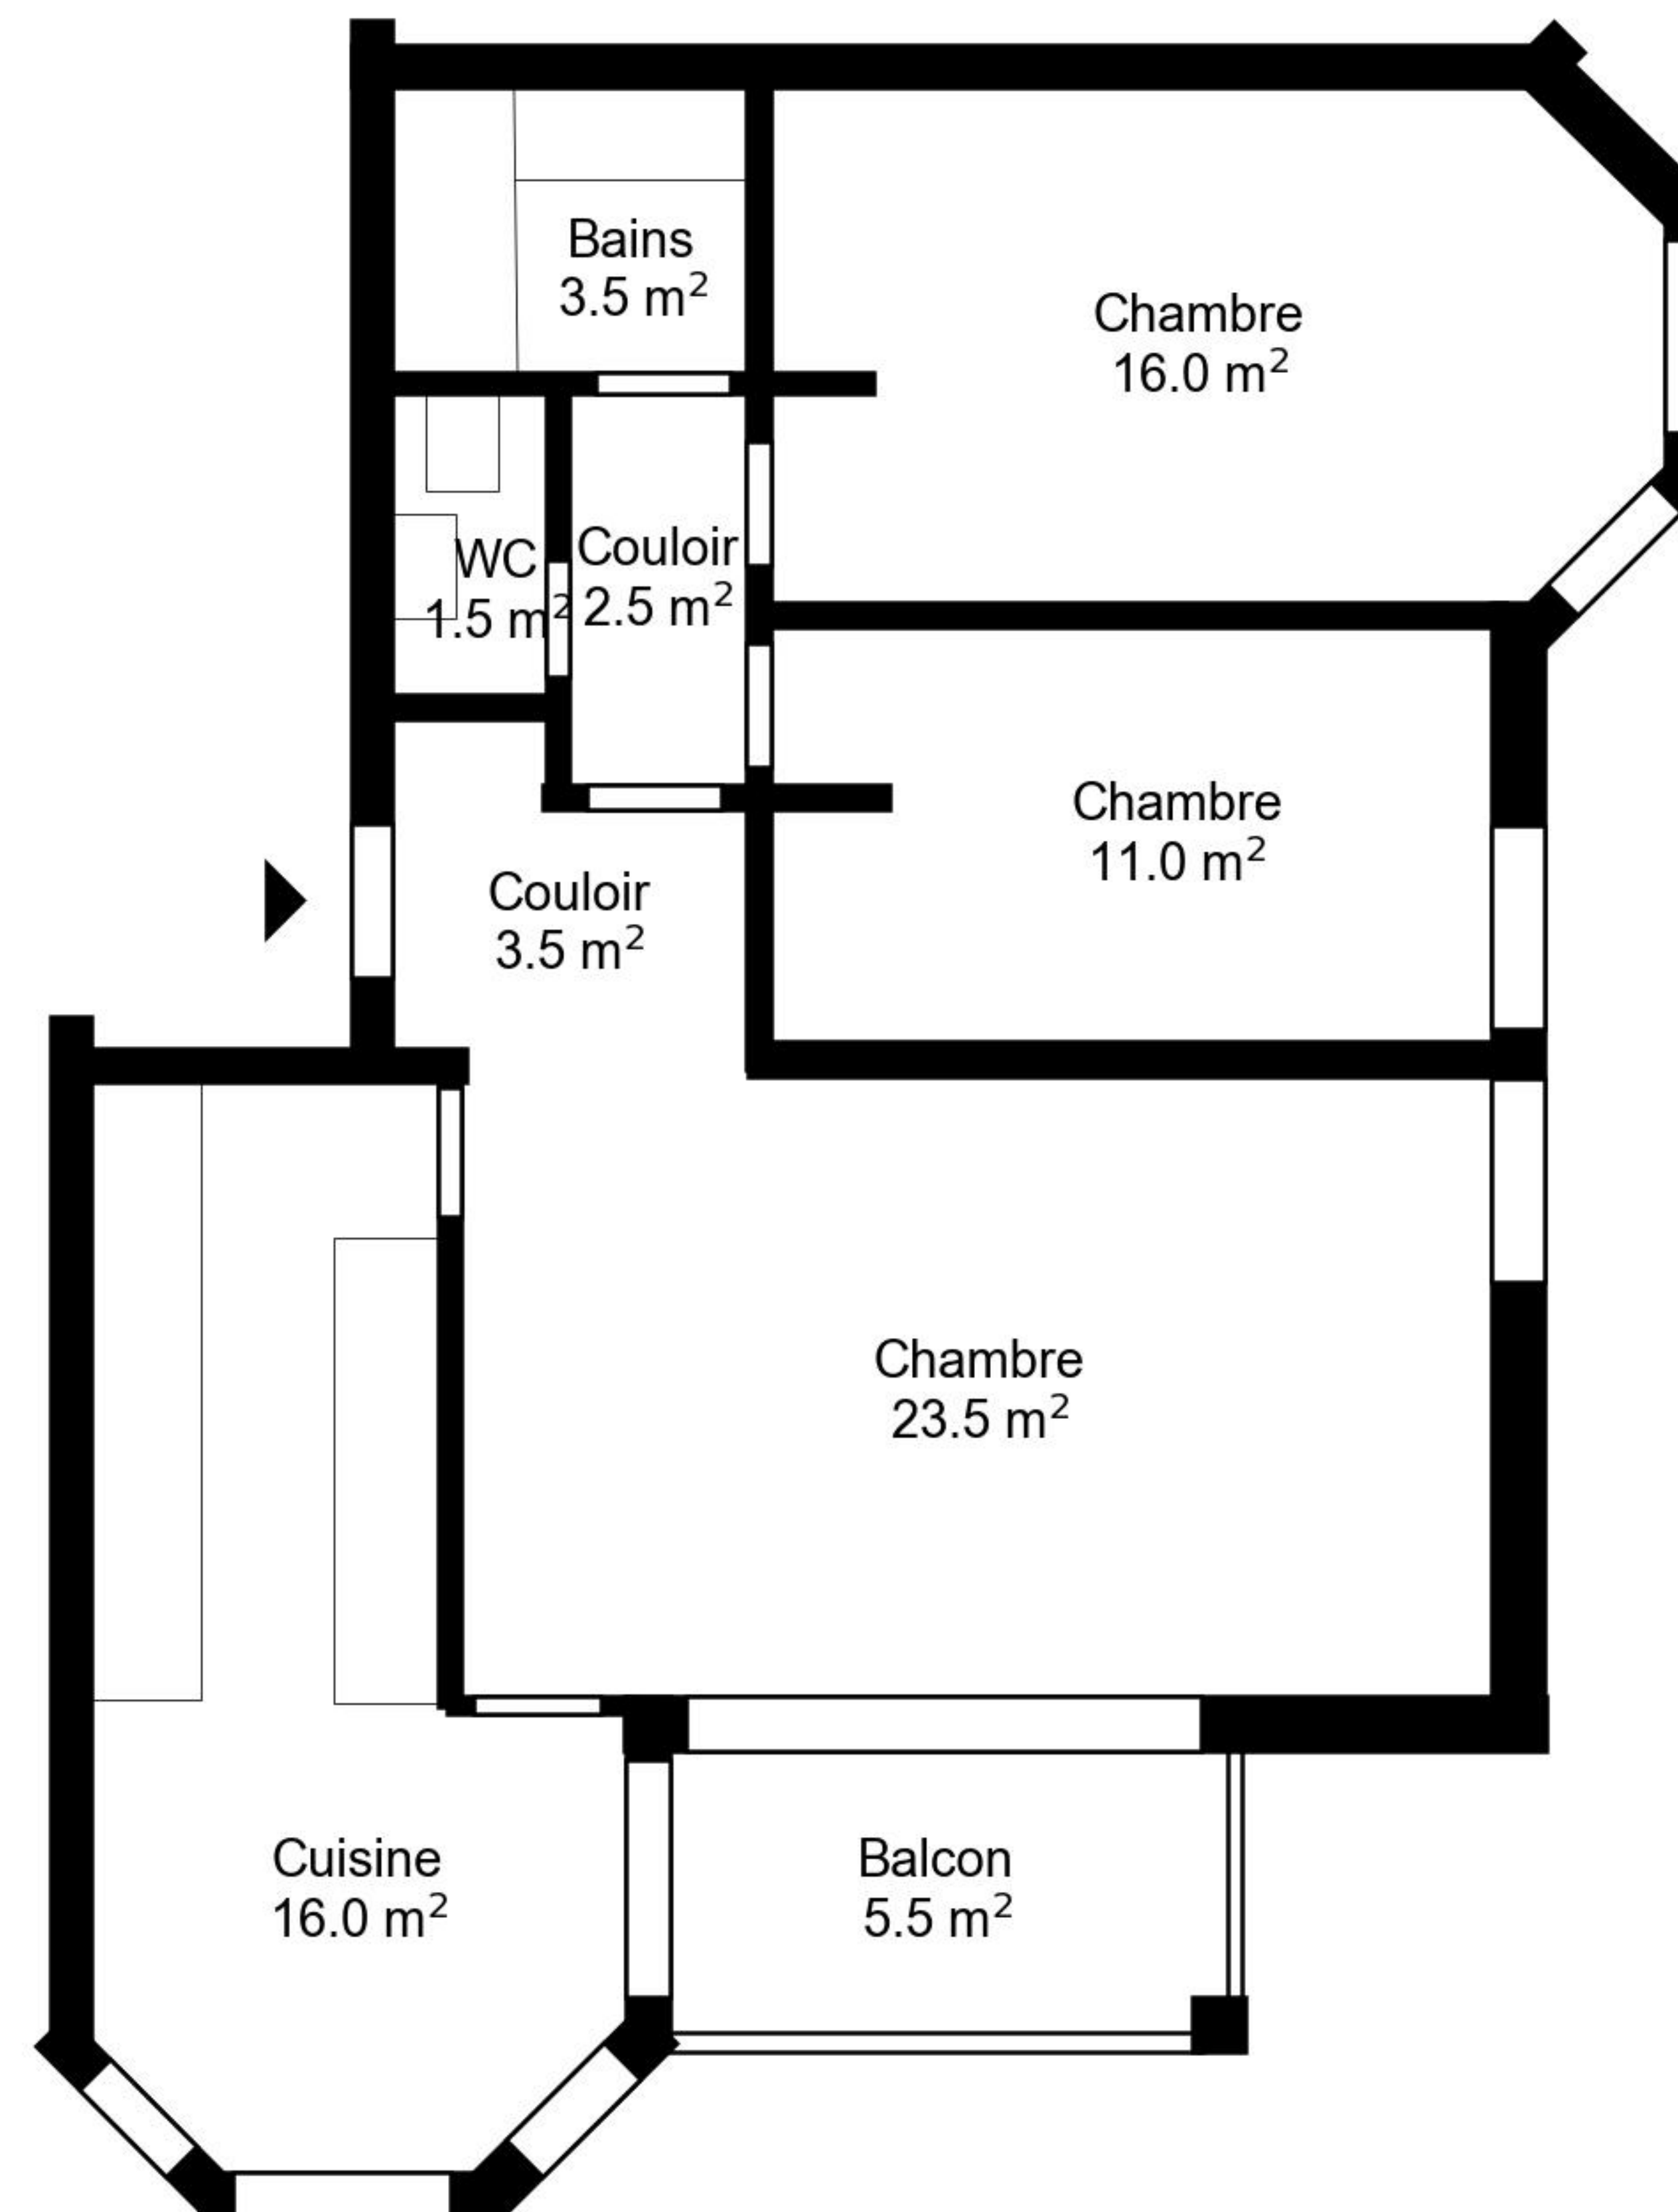 Bains
3.5 m²
Chambre
16.0 m²
WC
1.5 m²
Couloir
2.5 m²
Chambre
11.0 m²
Couloir
3.5 m²
Chambre
23.5 m²
Cuisine
16.0 m²
Balcon
5.5 m²